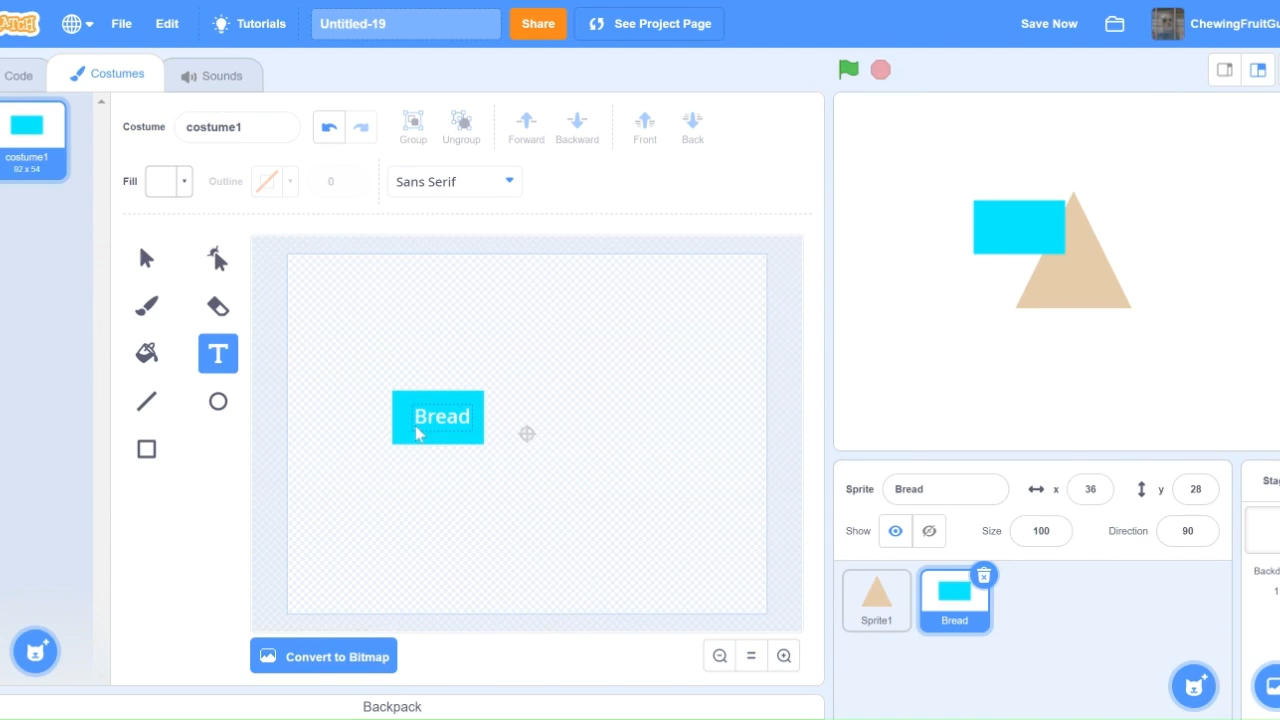 File Edit Tutorials Untitled-19 Share See Project Page Save Now ChewingFruitGu
Code Costumes Sounds
Costume costume1 Group Ungroup Forward Backward Front Back
costume1
92 x 54
Fill Outline 0 Sans Serif
T
Bread
Convert to Bitmap
Backpack
Sprite Bread x 36 y 28
Show Size 100 Direction 90
Sprite1 Bread
Stag
Backd
1